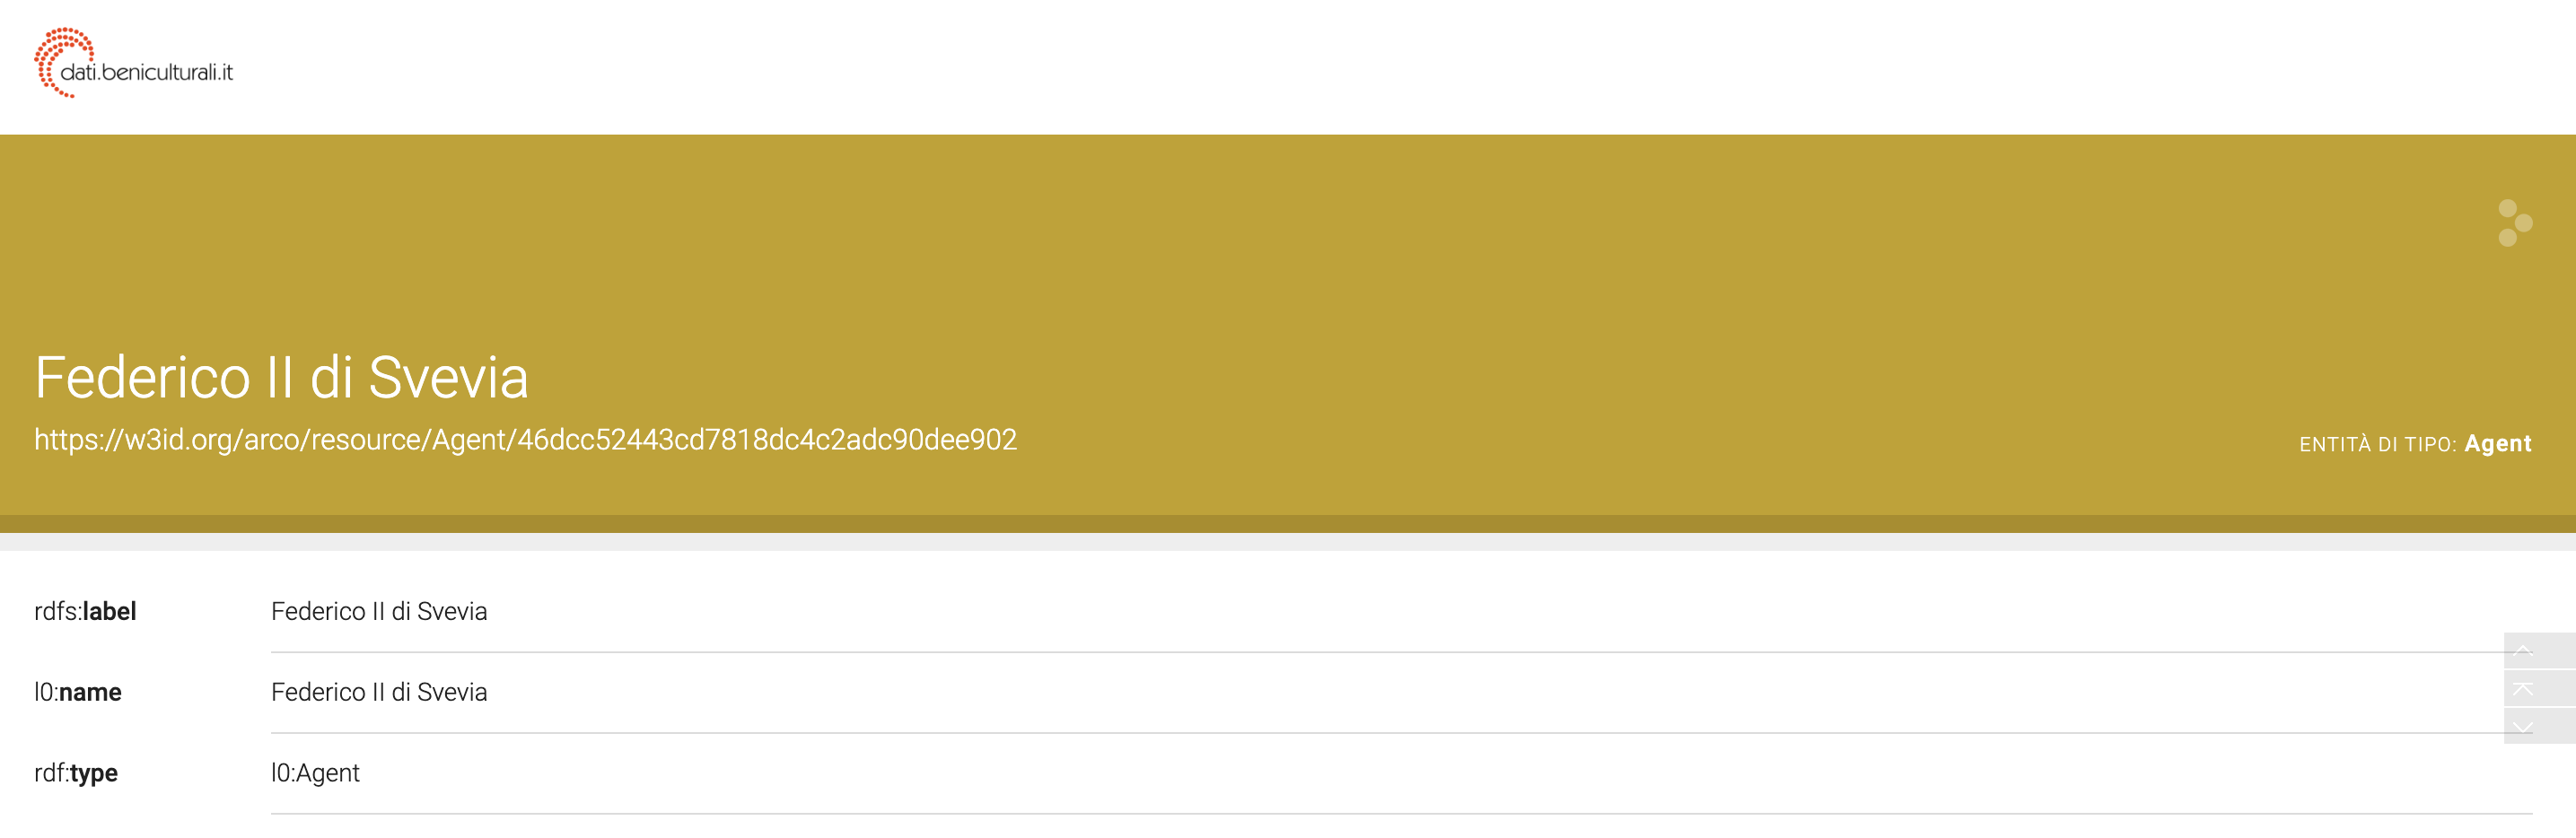 dati.beniculturali.it
Federico II di Svevia
https://w3id.org/arco/resource/Agent/46dcc52443cd7818dc4c2adc90dee902
ENTITÀ DI TIPO: Agent
rdfs:label Federico II di Svevia
l0:name Federico II di Svevia
rdf:type l0:Agent